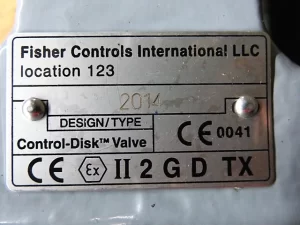 Fisher Controls International LLC
location 123
2014
DESIGN/TYPE
Control-Disk™ Valve
CE 0041
CE Ex II 2 G D TX